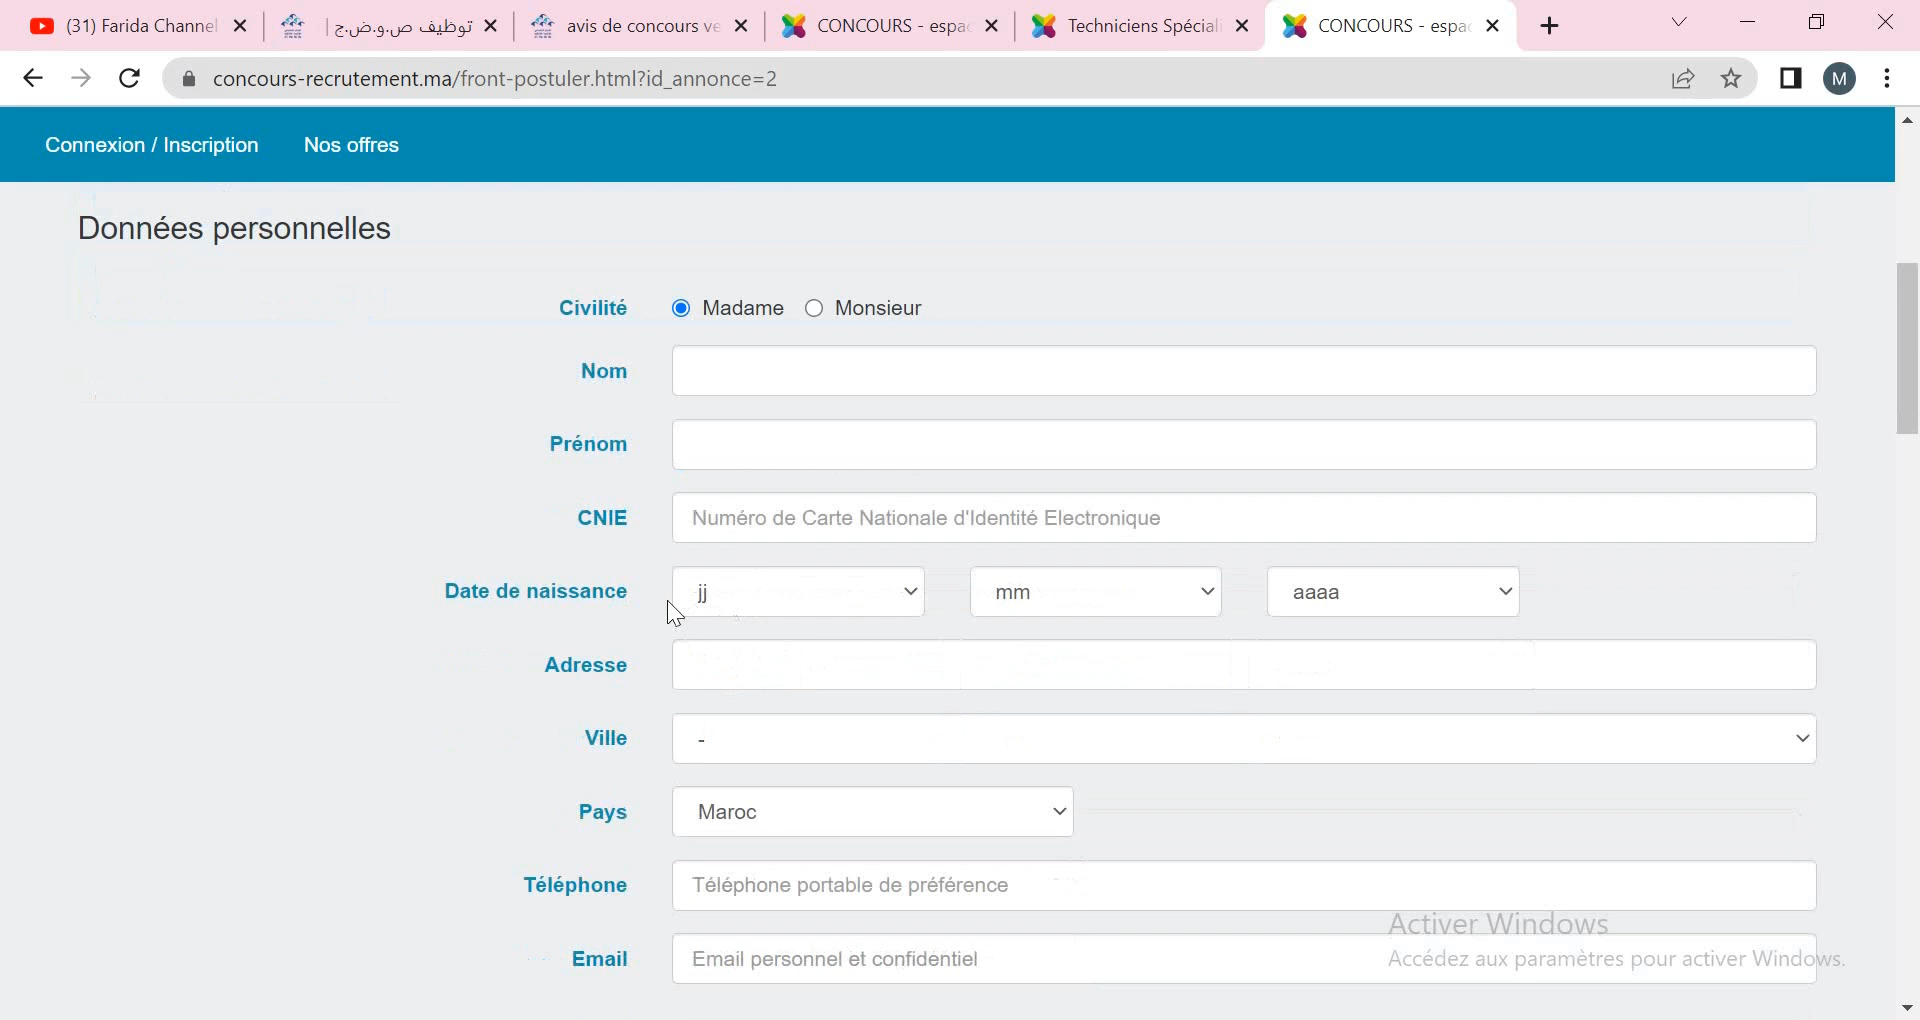 (31) Farida Channel
توظيف ص.و.ض.ج |
avis de concours ve
CONCOURS - espac
Techniciens Spéciali
CONCOURS - espac
concours-recrutement.ma/front-postuler.html?id_annonce=2
M
Connexion / Inscription
Nos offres
Données personnelles
Civilité Madame Monsieur
Nom
Prénom
CNIE Numéro de Carte Nationale d'Identité Electronique
Date de naissance jj mm aaaa
Adresse
Ville -
Pays Maroc
Téléphone Téléphone portable de préférence
Activer Windows
Email Email personnel et confidentiel
Accédez aux paramètres pour activer Windows.